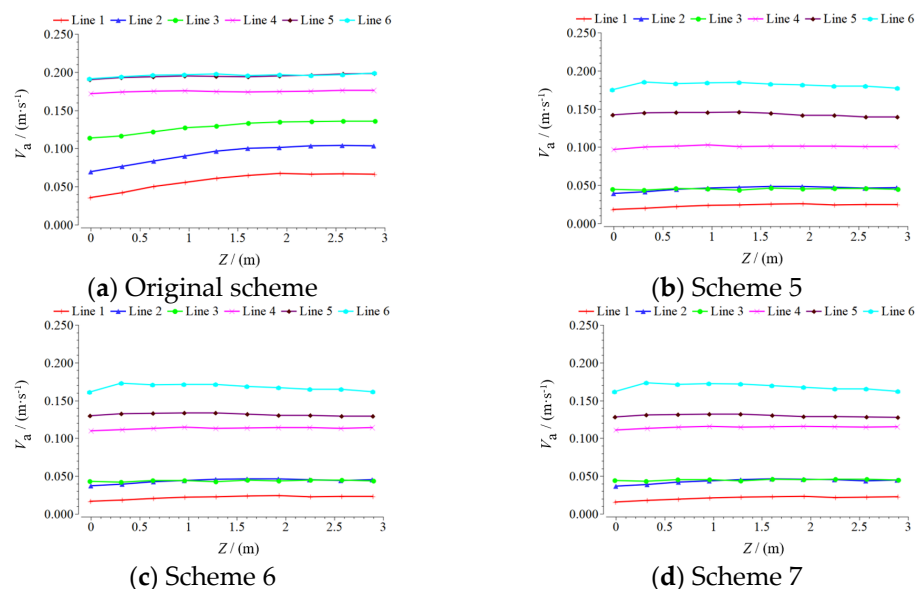 Line 1 Line 2 Line 3 Line 4 Line 5 Line 6
0.250
0.200
0.150
0.100
0.050
0.000
Va / (m·s⁻¹)
0 0.5 1 1.5 2 2.5 3
Z / (m)
(a) Original scheme
Line 1 Line 2 Line 3 Line 4 Line 5 Line 6
0.250
0.200
0.150
0.100
0.050
0.000
Va / (m·s⁻¹)
0 0.5 1 1.5 2 2.5 3
Z / (m)
(b) Scheme 5
Line 1 Line 2 Line 3 Line 4 Line 5 Line 6
0.250
0.200
0.150
0.100
0.050
0.000
Va / (m·s⁻¹)
0 0.5 1 1.5 2 2.5 3
Z / (m)
(c) Scheme 6
Line 1 Line 2 Line 3 Line 4 Line 5 Line 6
0.250
0.200
0.150
0.100
0.050
0.000
Va / (m·s⁻¹)
0 0.5 1 1.5 2 2.5 3
Z / (m)
(d) Scheme 7